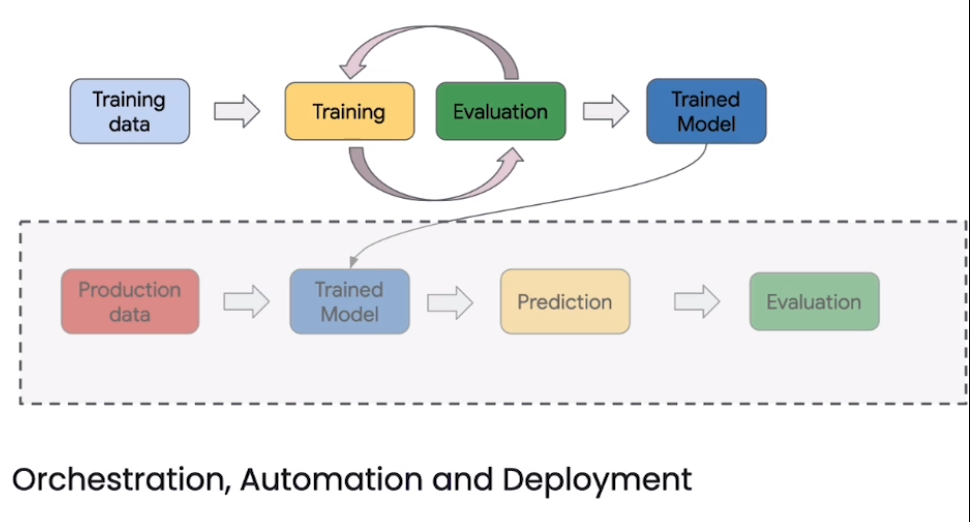 Training
data
Training
Evaluation
Trained
Model
Production
data
Trained
Model
Prediction
Evaluation
Orchestration, Automation and Deployment